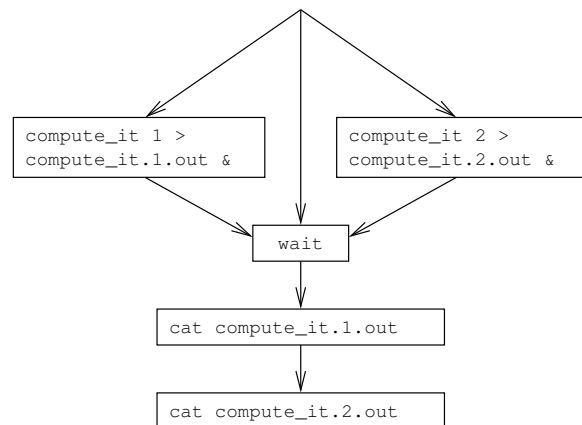 compute_it 1 >
compute_it.1.out &
compute_it 2 >
compute_it.2.out &
wait
cat compute_it.1.out
cat compute_it.2.out